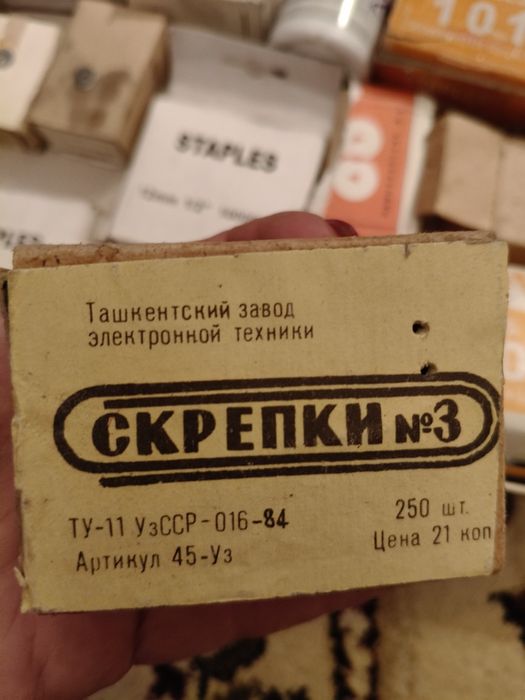 101
STAPLES
Ташкентский завод
электронной техники
СКРЕПКИ №3
ТУ-11 УзССР-016-84
Артикул 45-Уз
250 шт.
Цена 21 коп